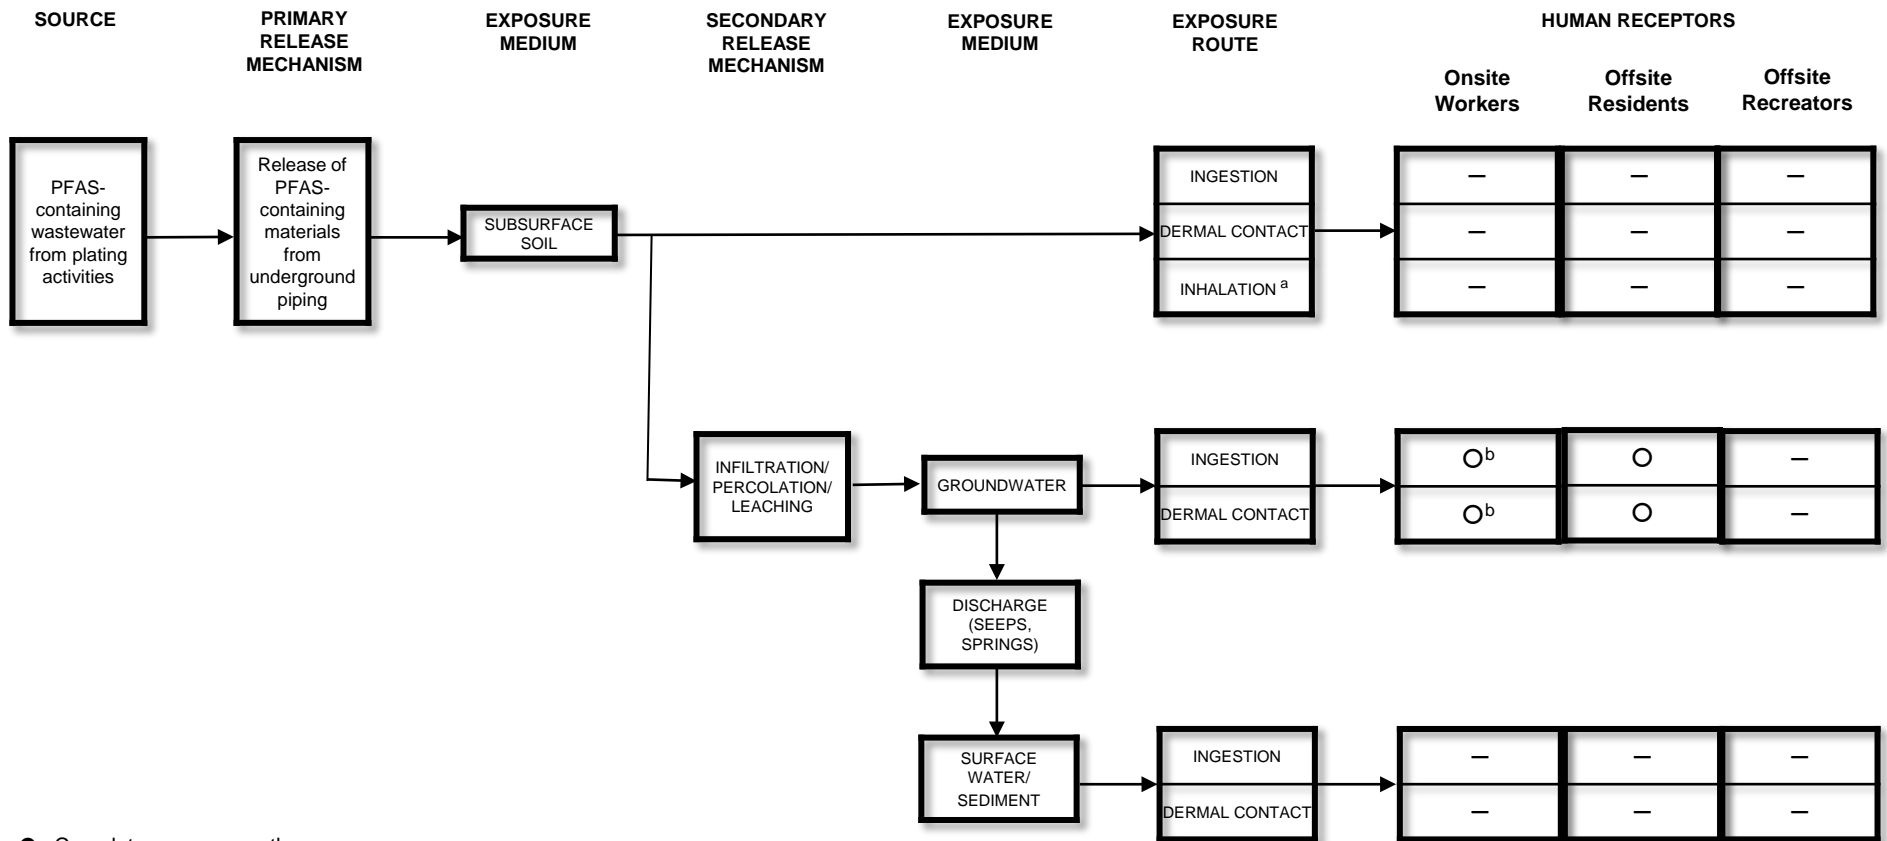 SOURCE
PRIMARY
RELEASE
MECHANISM
EXPOSURE
MEDIUM
SECONDARY
RELEASE
MECHANISM
EXPOSURE
MEDIUM
EXPOSURE
ROUTE
HUMAN RECEPTORS
Onsite
Workers
Offsite
Residents
Offsite
Recreators
PFAS-
containing
wastewater
from plating
activities
Release of
PFAS-
containing
materials
from
underground
piping
SUBSURFACE
SOIL
INGESTION
– – –
DERMAL CONTACT
– – –
INHALATION a
– – –
INFILTRATION/
PERCOLATION/
LEACHING
GROUNDWATER
INGESTION
O b O –
DERMAL CONTACT
O b O –
DISCHARGE
(SEEPS,
SPRINGS)
SURFACE
WATER/
SEDIMENT
INGESTION
– – –
DERMAL CONTACT
– – –